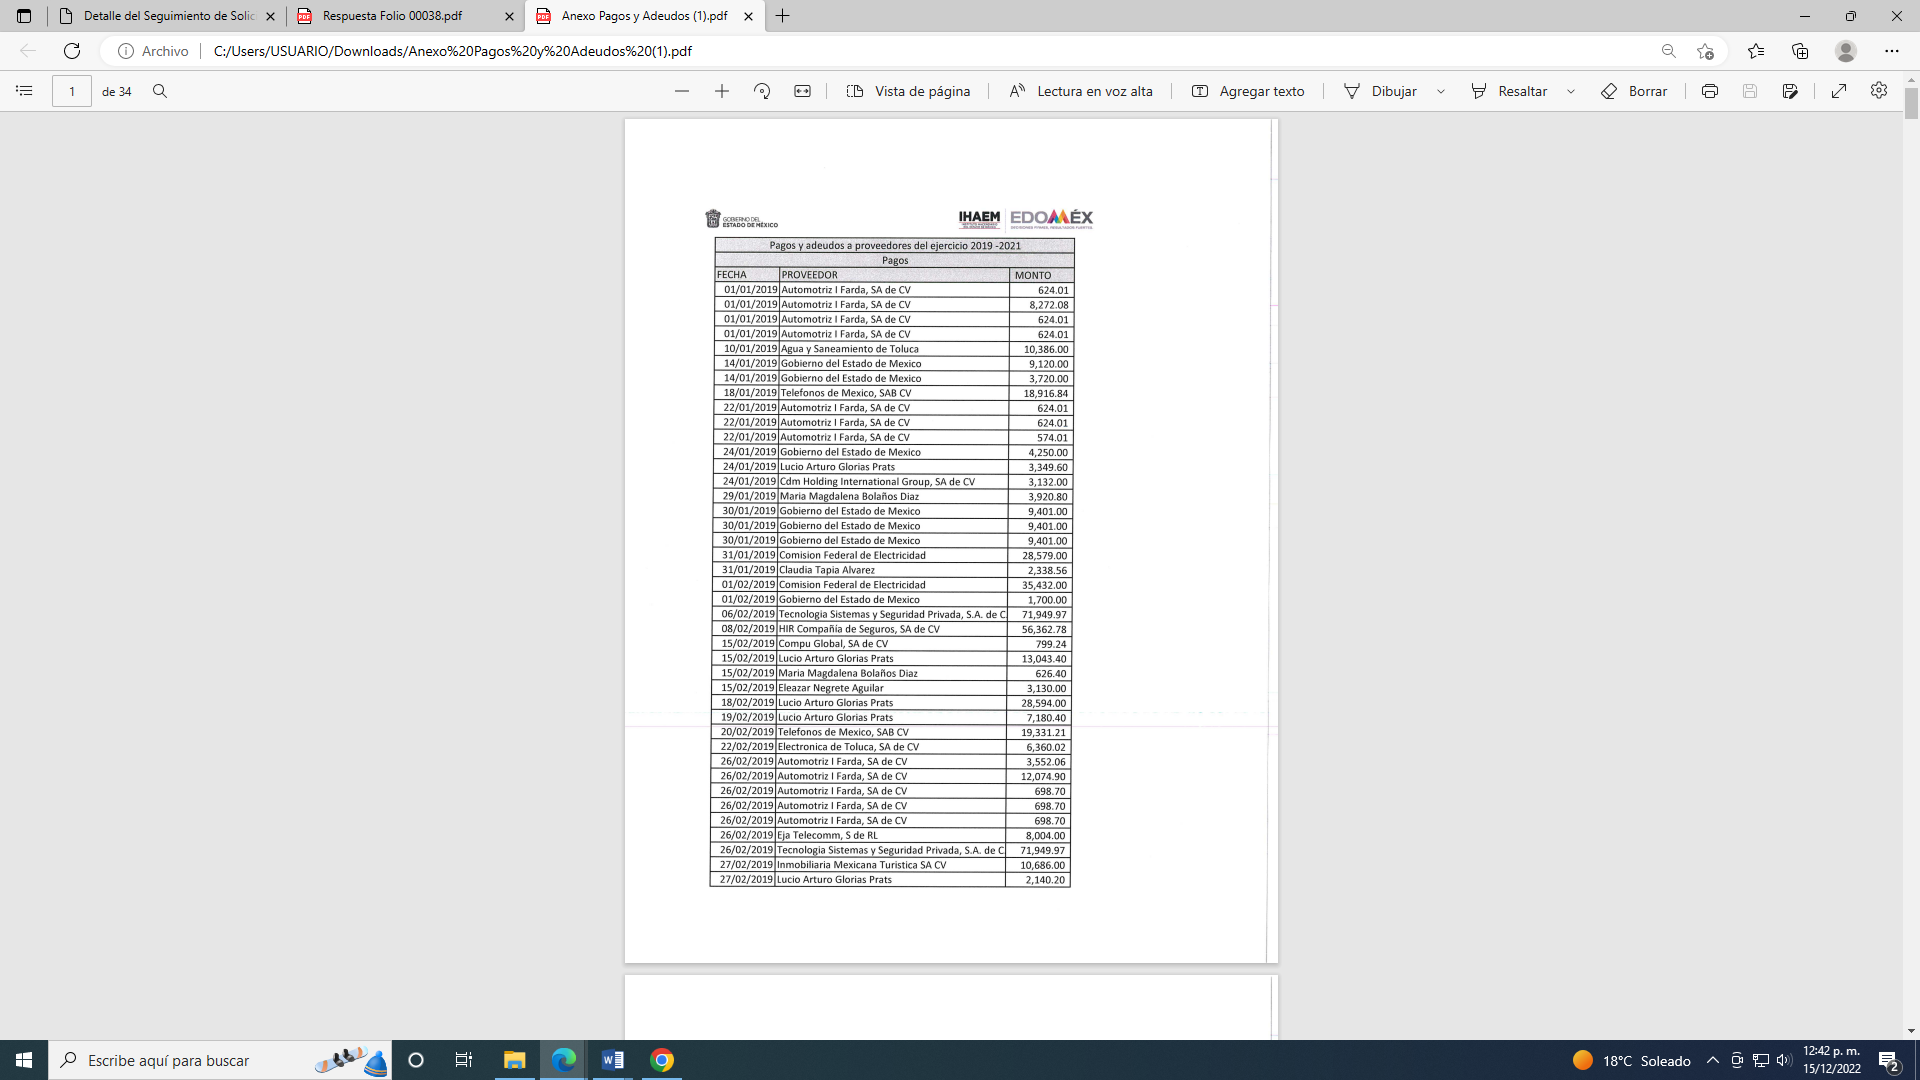 Detalle del Seguimiento de Solic
Respuesta Folio 00038.pdf
Anexo Pagos y Adeudos (1).pdf
Archivo
C:/Users/USUARIO/Downloads/Anexo%20Pagos%20y%20Adeudos%20(1).pdf
1 de 34
Vista de página
Lectura en voz alta
Agregar texto
Dibujar
Resaltar
Borrar
GOBIERNO DEL
ESTADO DE MÉXICO
IHAEM
EDOMÉX
DECISIONES FIRMES, RESULTADOS FUERTES.
Pagos y adeudos a proveedores del ejercicio 2019 -2021
Pagos
FECHA PROVEEDOR MONTO
01/01/2019 Automotriz I Farda, SA de CV 624.01
01/01/2019 Automotriz I Farda, SA de CV 8,272.08
01/01/2019 Automotriz I Farda, SA de CV 624.01
01/01/2019 Automotriz I Farda, SA de CV 624.01
10/01/2019 Agua y Saneamiento de Toluca 10,386.00
14/01/2019 Gobierno del Estado de Mexico 9,120.00
14/01/2019 Gobierno del Estado de Mexico 3,720.00
18/01/2019 Telefonos de Mexico, SAB CV 18,916.84
22/01/2019 Automotriz I Farda, SA de CV 624.01
22/01/2019 Automotriz I Farda, SA de CV 624.01
22/01/2019 Automotriz I Farda, SA de CV 574.01
24/01/2019 Gobierno del Estado de Mexico 4,250.00
24/01/2019 Lucio Arturo Glorias Prats 3,349.60
24/01/2019 Cdm Holding International Group, SA de CV 3,132.00
29/01/2019 Maria Magdalena Bolaños Diaz 3,920.80
30/01/2019 Gobierno del Estado de Mexico 9,401.00
30/01/2019 Gobierno del Estado de Mexico 9,401.00
30/01/2019 Gobierno del Estado de Mexico 9,401.00
31/01/2019 Comision Federal de Electricidad 28,579.00
31/01/2019 Claudia Tapia Alvarez 2,338.56
01/02/2019 Comision Federal de Electricidad 35,432.00
01/02/2019 Gobierno del Estado de Mexico 1,700.00
06/02/2019 Tecnologia Sistemas y Seguridad Privada, S.A. de C. 71,949.97
08/02/2019 HIR Compañía de Seguros, SA de CV 56,362.78
15/02/2019 Compu Global, SA de CV 799.24
15/02/2019 Lucio Arturo Glorias Prats 13,043.40
15/02/2019 Maria Magdalena Bolaños Diaz 626.40
15/02/2019 Eleazar Negrete Aguilar 3,130.00
18/02/2019 Lucio Arturo Glorias Prats 28,594.00
19/02/2019 Lucio Arturo Glorias Prats 7,180.40
20/02/2019 Telefonos de Mexico, SAB CV 19,331.21
22/02/2019 Electronica de Toluca, SA de CV 6,360.02
26/02/2019 Automotriz I Farda, SA de CV 3,552.06
26/02/2019 Automotriz I Farda, SA de CV 12,074.90
26/02/2019 Automotriz I Farda, SA de CV 698.70
26/02/2019 Automotriz I Farda, SA de CV 698.70
26/02/2019 Automotriz I Farda, SA de CV 698.70
26/02/2019 Eja Telecomm, S de RL 8,004.00
26/02/2019 Tecnologia Sistemas y Seguridad Privada, S.A. de C. 71,949.97
27/02/2019 Inmobiliaria Mexicana Turistica SA CV 10,686.00
27/02/2019 Lucio Arturo Glorias Prats 2,140.20
Escribe aquí para buscar
18°C Soleado
12:42 p. m.
15/12/2022
2